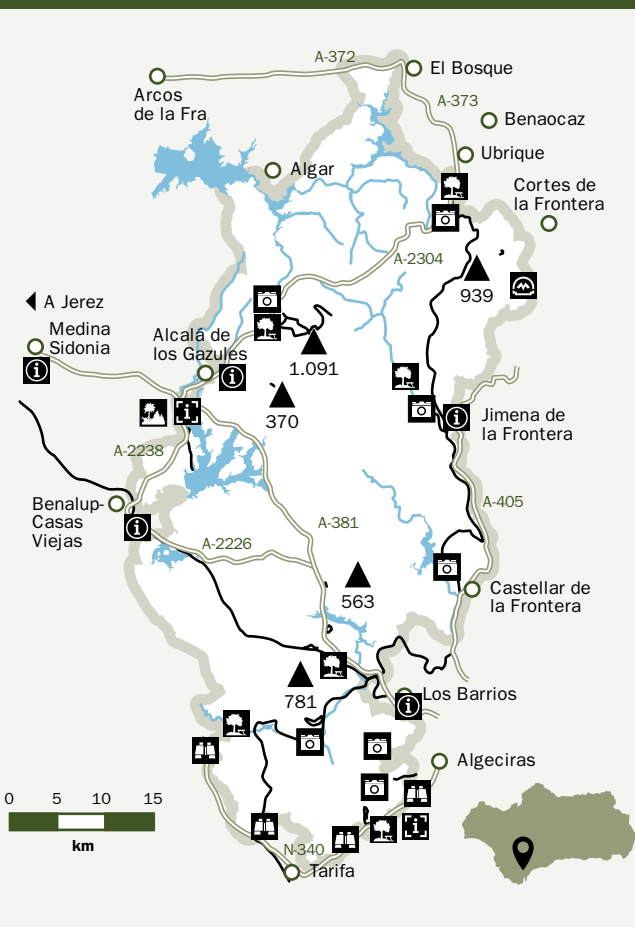 A-372
El Bosque
Arcos
de la Fra
A-373
Benaocaz
Ubrique
Algar
Cortes de
la Frontera
A-2304
939
A Jerez
Medina
Sidonia
Alcalá de
los Gazules
1.091
370
Jimena de
la Frontera
A-2238
Benalup-
Casas
Viejas
A-405
A-381
A-2226
563
Castellar de
la Frontera
781
Los Barrios
Algeciras
0 5 10 15
km
N-340
Tarifa